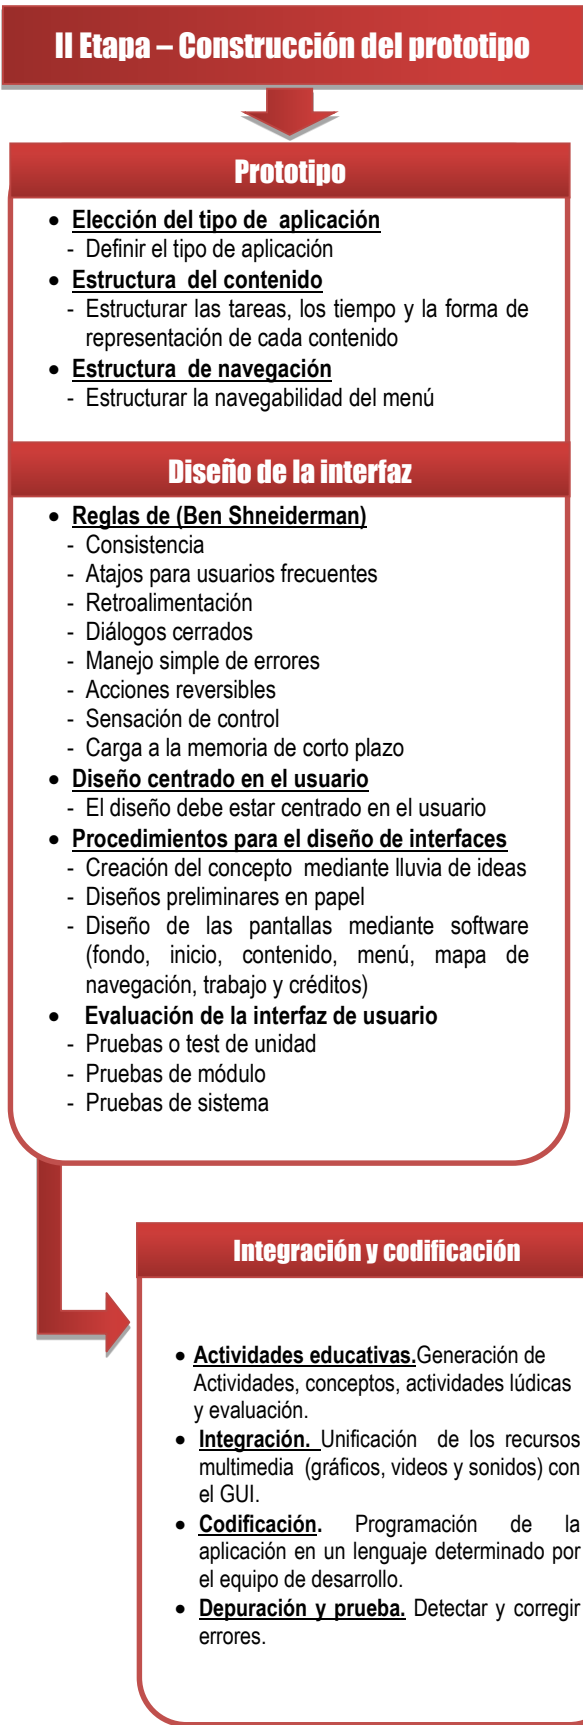 II Etapa – Construcción del prototipo
Prototipo
• Elección del tipo de aplicación
- Definir el tipo de aplicación
• Estructura del contenido
- Estructurar las tareas, los tiempo y la forma de
representación de cada contenido
• Estructura de navegación
- Estructurar la navegabilidad del menú
Diseño de la interfaz
• Reglas de (Ben Shneiderman)
- Consistencia
- Atajos para usuarios frecuentes
- Retroalimentación
- Diálogos cerrados
- Manejo simple de errores
- Acciones reversibles
- Sensación de control
- Carga a la memoria de corto plazo
• Diseño centrado en el usuario
- El diseño debe estar centrado en el usuario
• Procedimientos para el diseño de interfaces
- Creación del concepto mediante lluvia de ideas
- Diseños preliminares en papel
- Diseño de las pantallas mediante software
(fondo, inicio, contenido, menú, mapa de
navegación, trabajo y créditos)
• Evaluación de la interfaz de usuario
- Pruebas o test de unidad
- Pruebas de módulo
- Pruebas de sistema
Integración y codificación
• Actividades educativas.Generación de
Actividades, conceptos, actividades lúdicas
y evaluación.
• Integración. Unificación de los recursos
multimedia (gráficos, videos y sonidos) con
el GUI.
• Codificación. Programación de la
aplicación en un lenguaje determinado por
el equipo de desarrollo.
• Depuración y prueba. Detectar y corregir
errores.